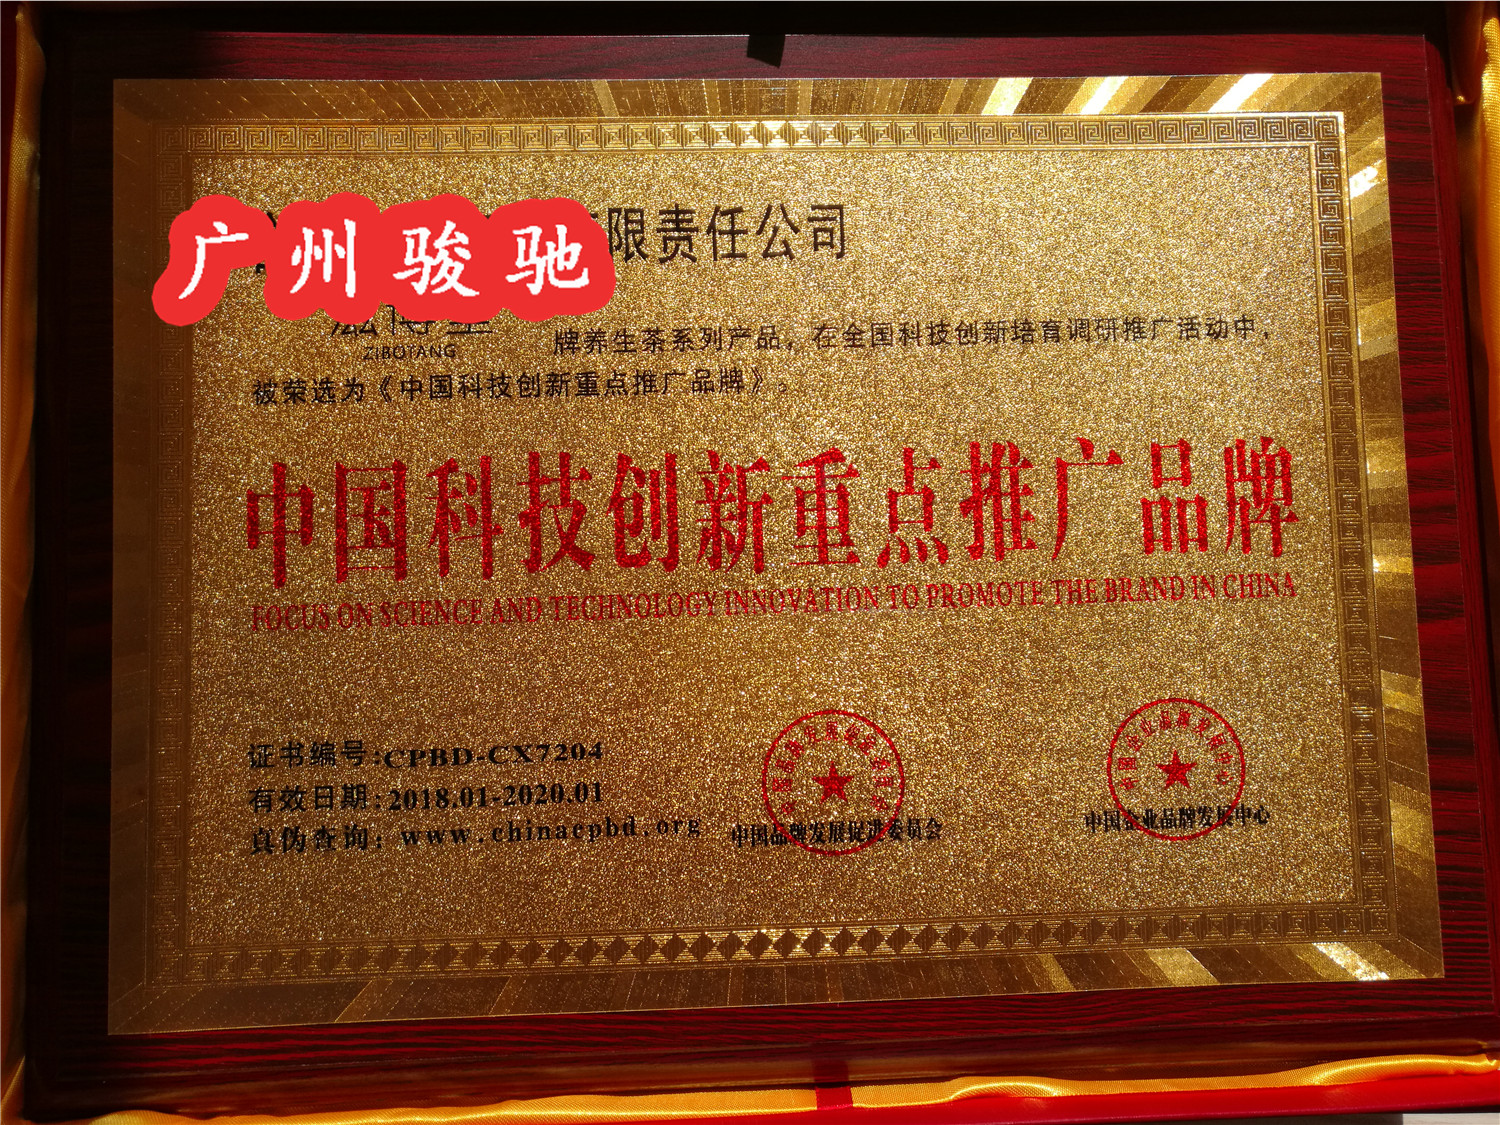 广州骏驰
有限责任公司
ZIBOTANG
牌养生茶系列产品，在全国科技创新培育调研推广活动中，
被荣选为《中国科技创新重点推广品牌》。
中国科技创新重点推广品牌
FOCUS ON SCIENCE AND TECHNOLOGY INNOVATION TO PROMOTE THE BRAND IN CHINA
证书编号:CPBD-CX7204
有效日期:2018.01-2020.01
真伪查询: www.chinacpbd.org
中国品牌发展促进委员会
中国企业品牌发展中心